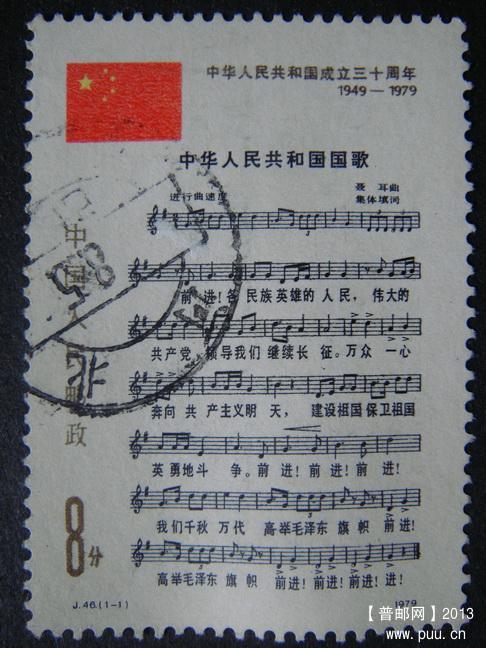 中华人民共和国成立三十周年
1949—1979
中华人民共和国国歌
进行曲速度
聂耳曲
集体填词
前！进！各 民族英雄的 人民，伟大的
共产党 领导我们 继续长 征。万众 一心
奔向 共 产主义明 天， 建设祖国 保卫祖国
英 勇地斗 争。前 进！前 进！前 进！
我们千秋 万代 高举毛泽东 旗 帜 前进！
高举毛泽东 旗 帜 前进！前进！前进！进！
中国人民邮政
8分
J.46.(1-1)
1979
北
【普邮网】2013
www.puu.cn